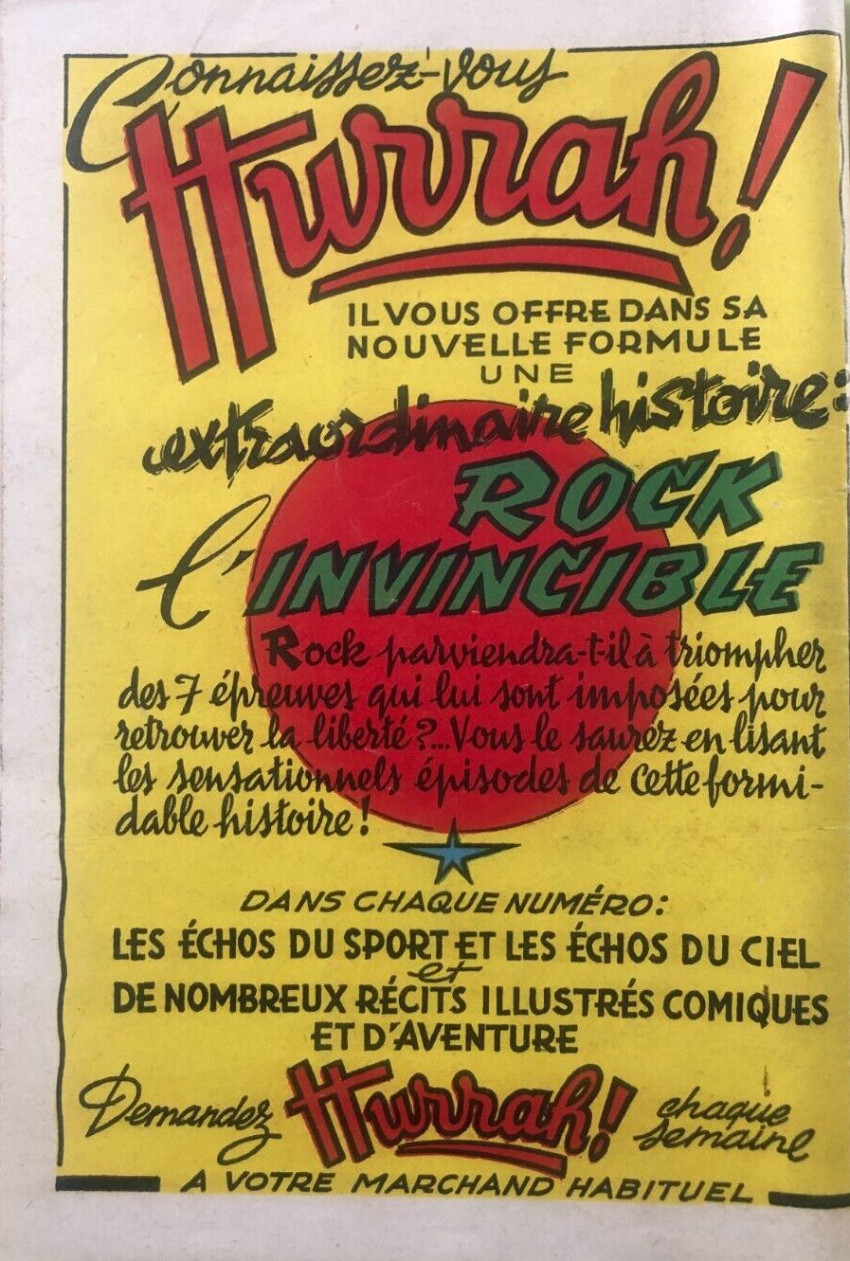 Connaissez-vous
Hurrah!
IL VOUS OFFRE DANS SA
NOUVELLE FORMULE
UNE
extraordinaire histoire:
ROCK
l'INVINCIBLE
Rock parviendra-t-il à triompher
des 7 épreuves qui lui sont imposées pour
retrouver la liberté?...Vous le saurez en lisant
les sensationnels épisodes de cette formi-
dable histoire!
DANS CHAQUE NUMÉRO:
LES ÉCHOS DU SPORT ET LES ÉCHOS DU CIEL
et
DE NOMBREUX RÉCITS ILLUSTRÉS COMIQUES
ET D'AVENTURE
Demandez Hurrah! chaque semaine
A VOTRE MARCHAND HABITUEL